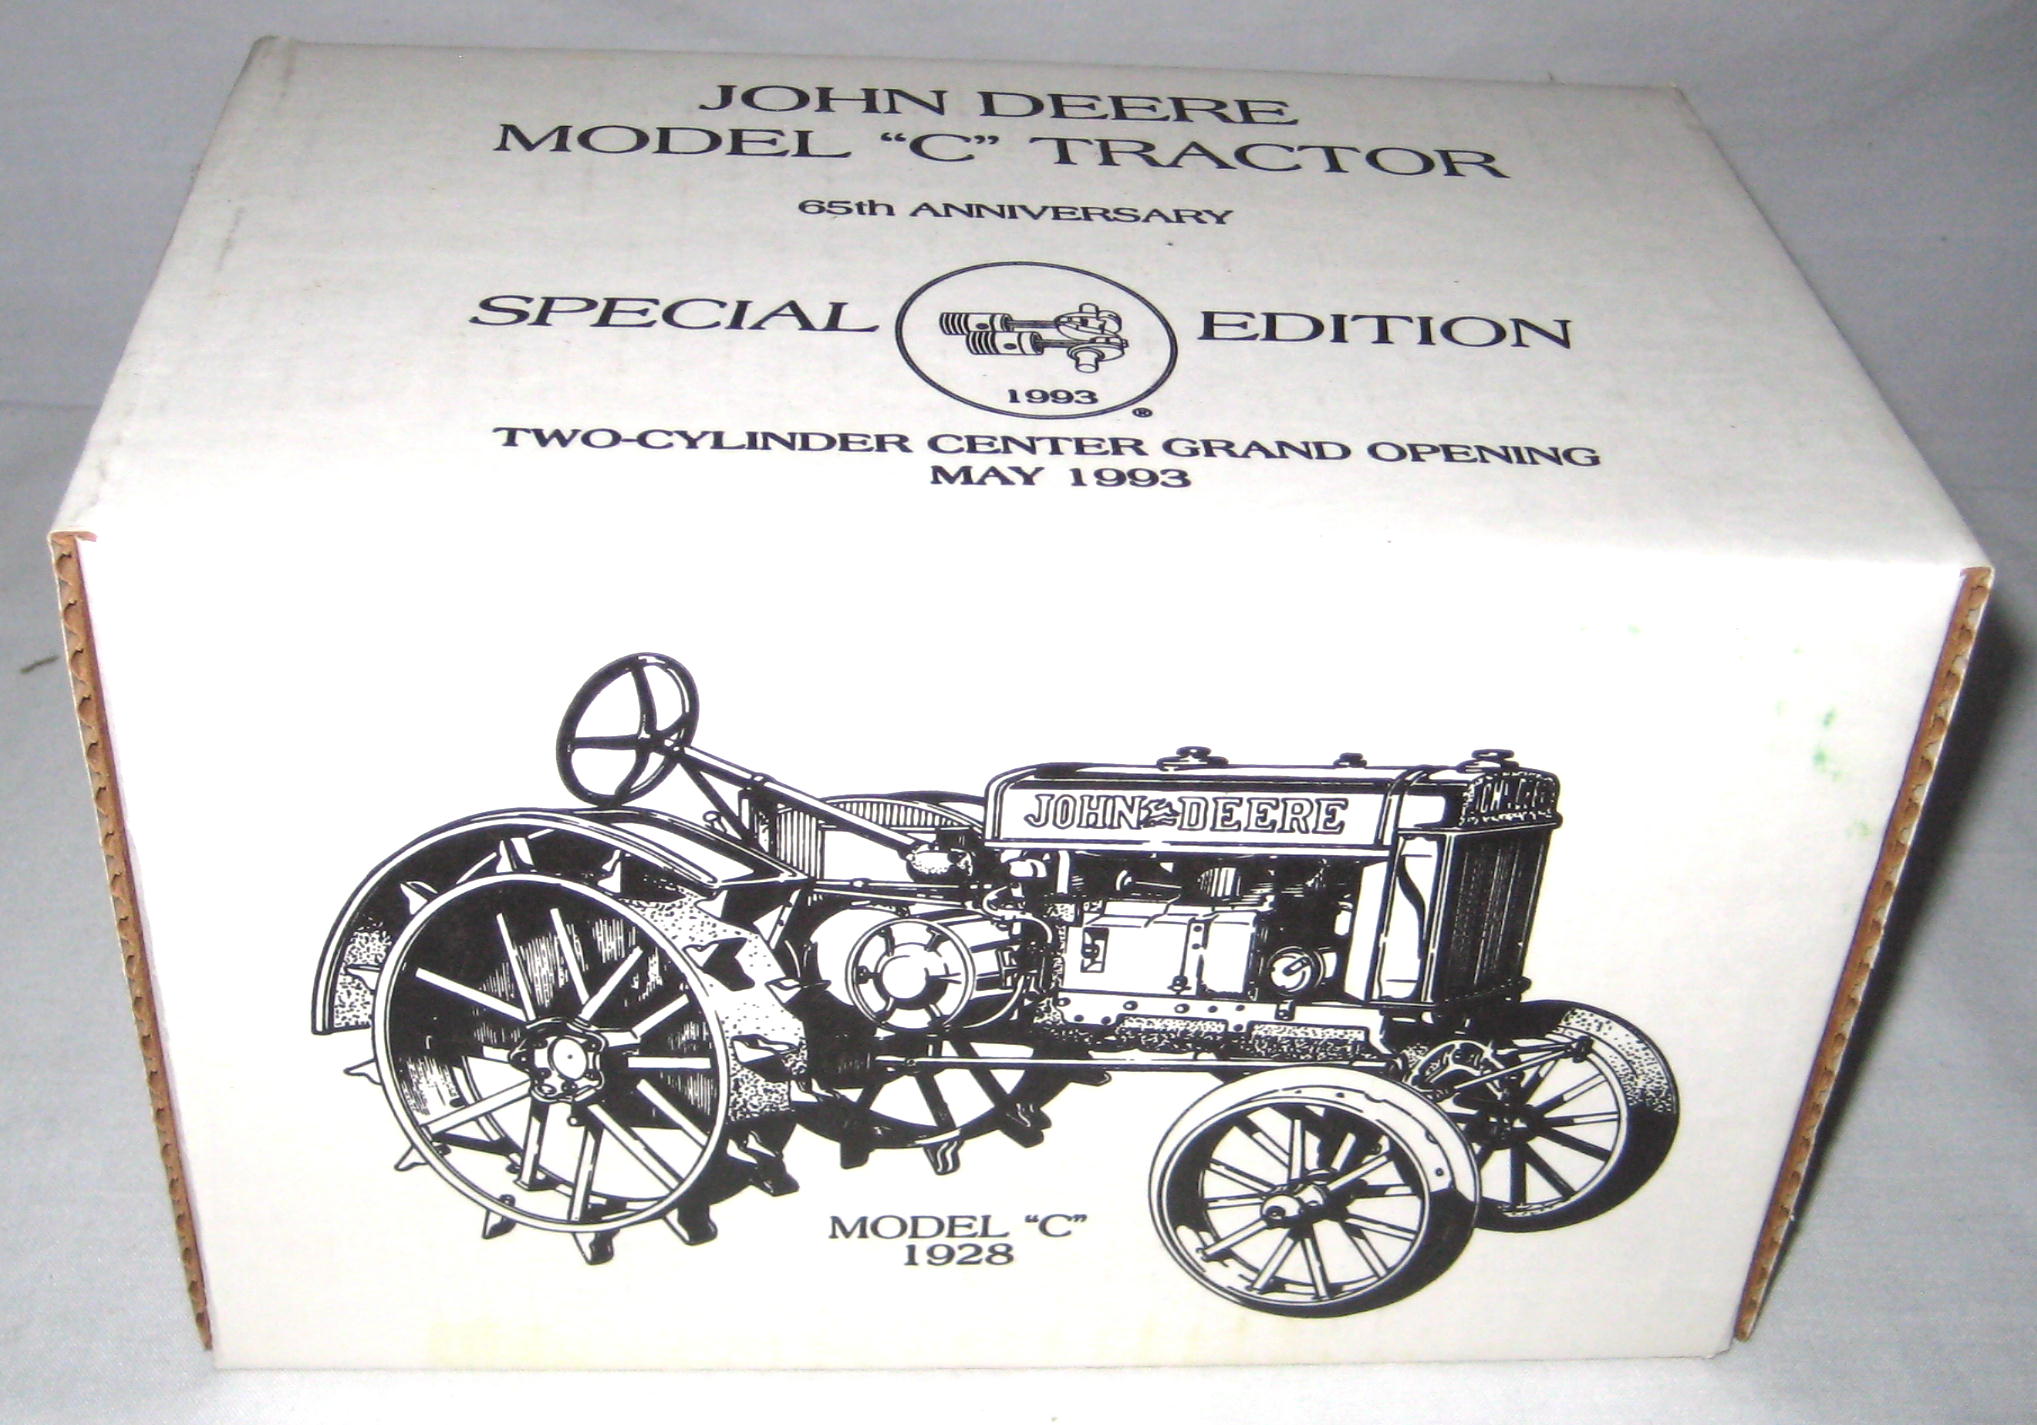 JOHN DEERE
MODEL “C” TRACTOR
65th ANNIVERSARY
SPECIAL EDITION
1993
®
TWO-CYLINDER CENTER GRAND OPENING
MAY 1993
JOHN DEERE
MODEL “C”
1928